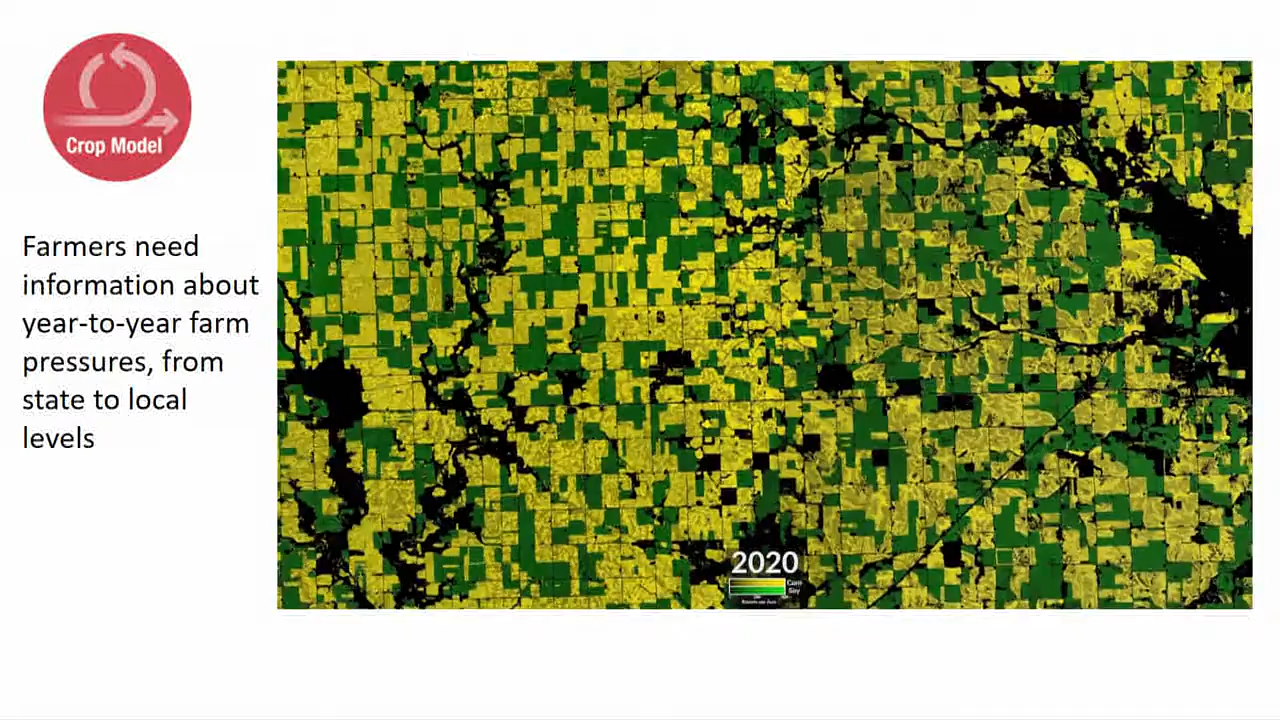 Crop Model
Farmers need
information about
year-to-year farm
pressures, from
state to local
levels
2020
Corn
Soy